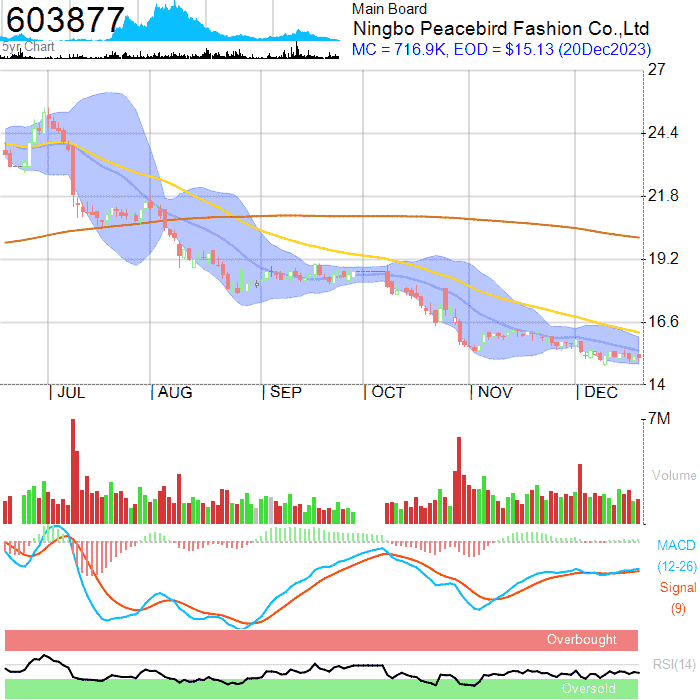 603877
5yr Chart
Main Board
Ningbo Peacebird Fashion Co.,Ltd
MC = 716.9K, EOD = $15.13 (20Dec2023)
27
24.4
21.8
19.2
16.6
14
JUL AUG SEP OCT NOV DEC
7M
Volume
MACD
(12-26)
Signal
(9)
Overbought
RSI(14)
Oversold